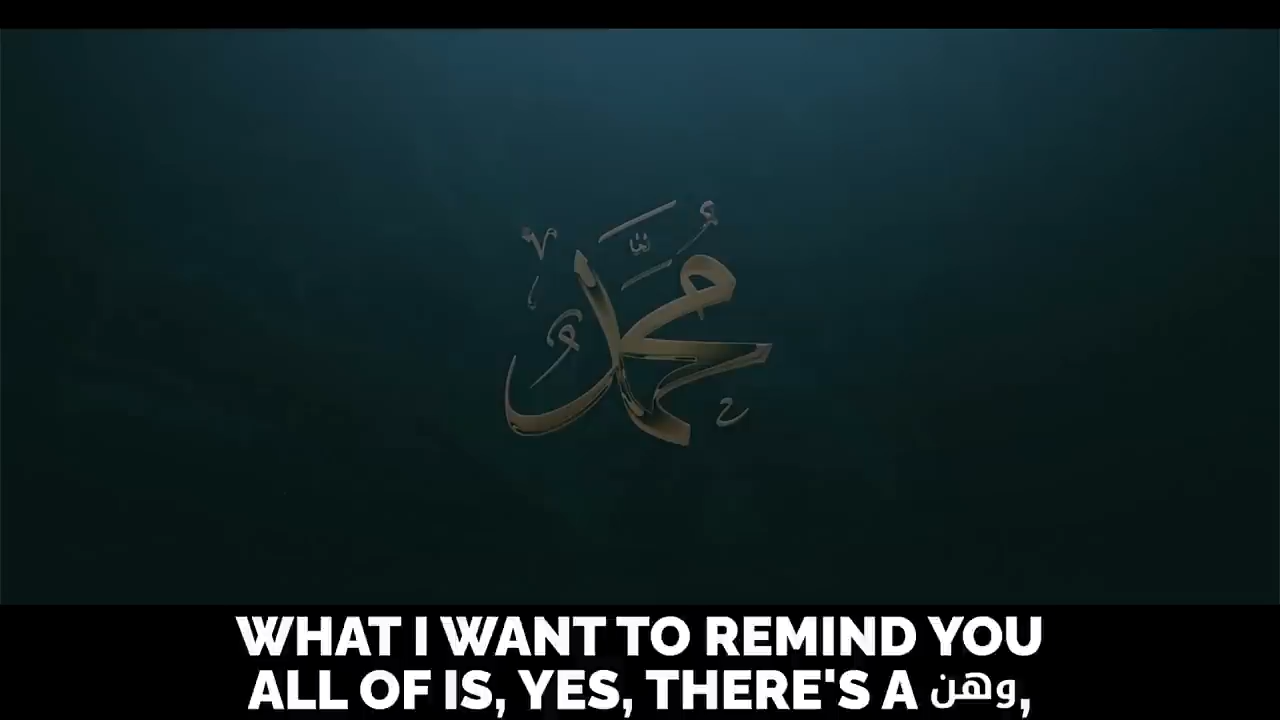 محمد
WHAT I WANT TO REMIND YOU
ALL OF IS, YES, THERE'S A وهن,